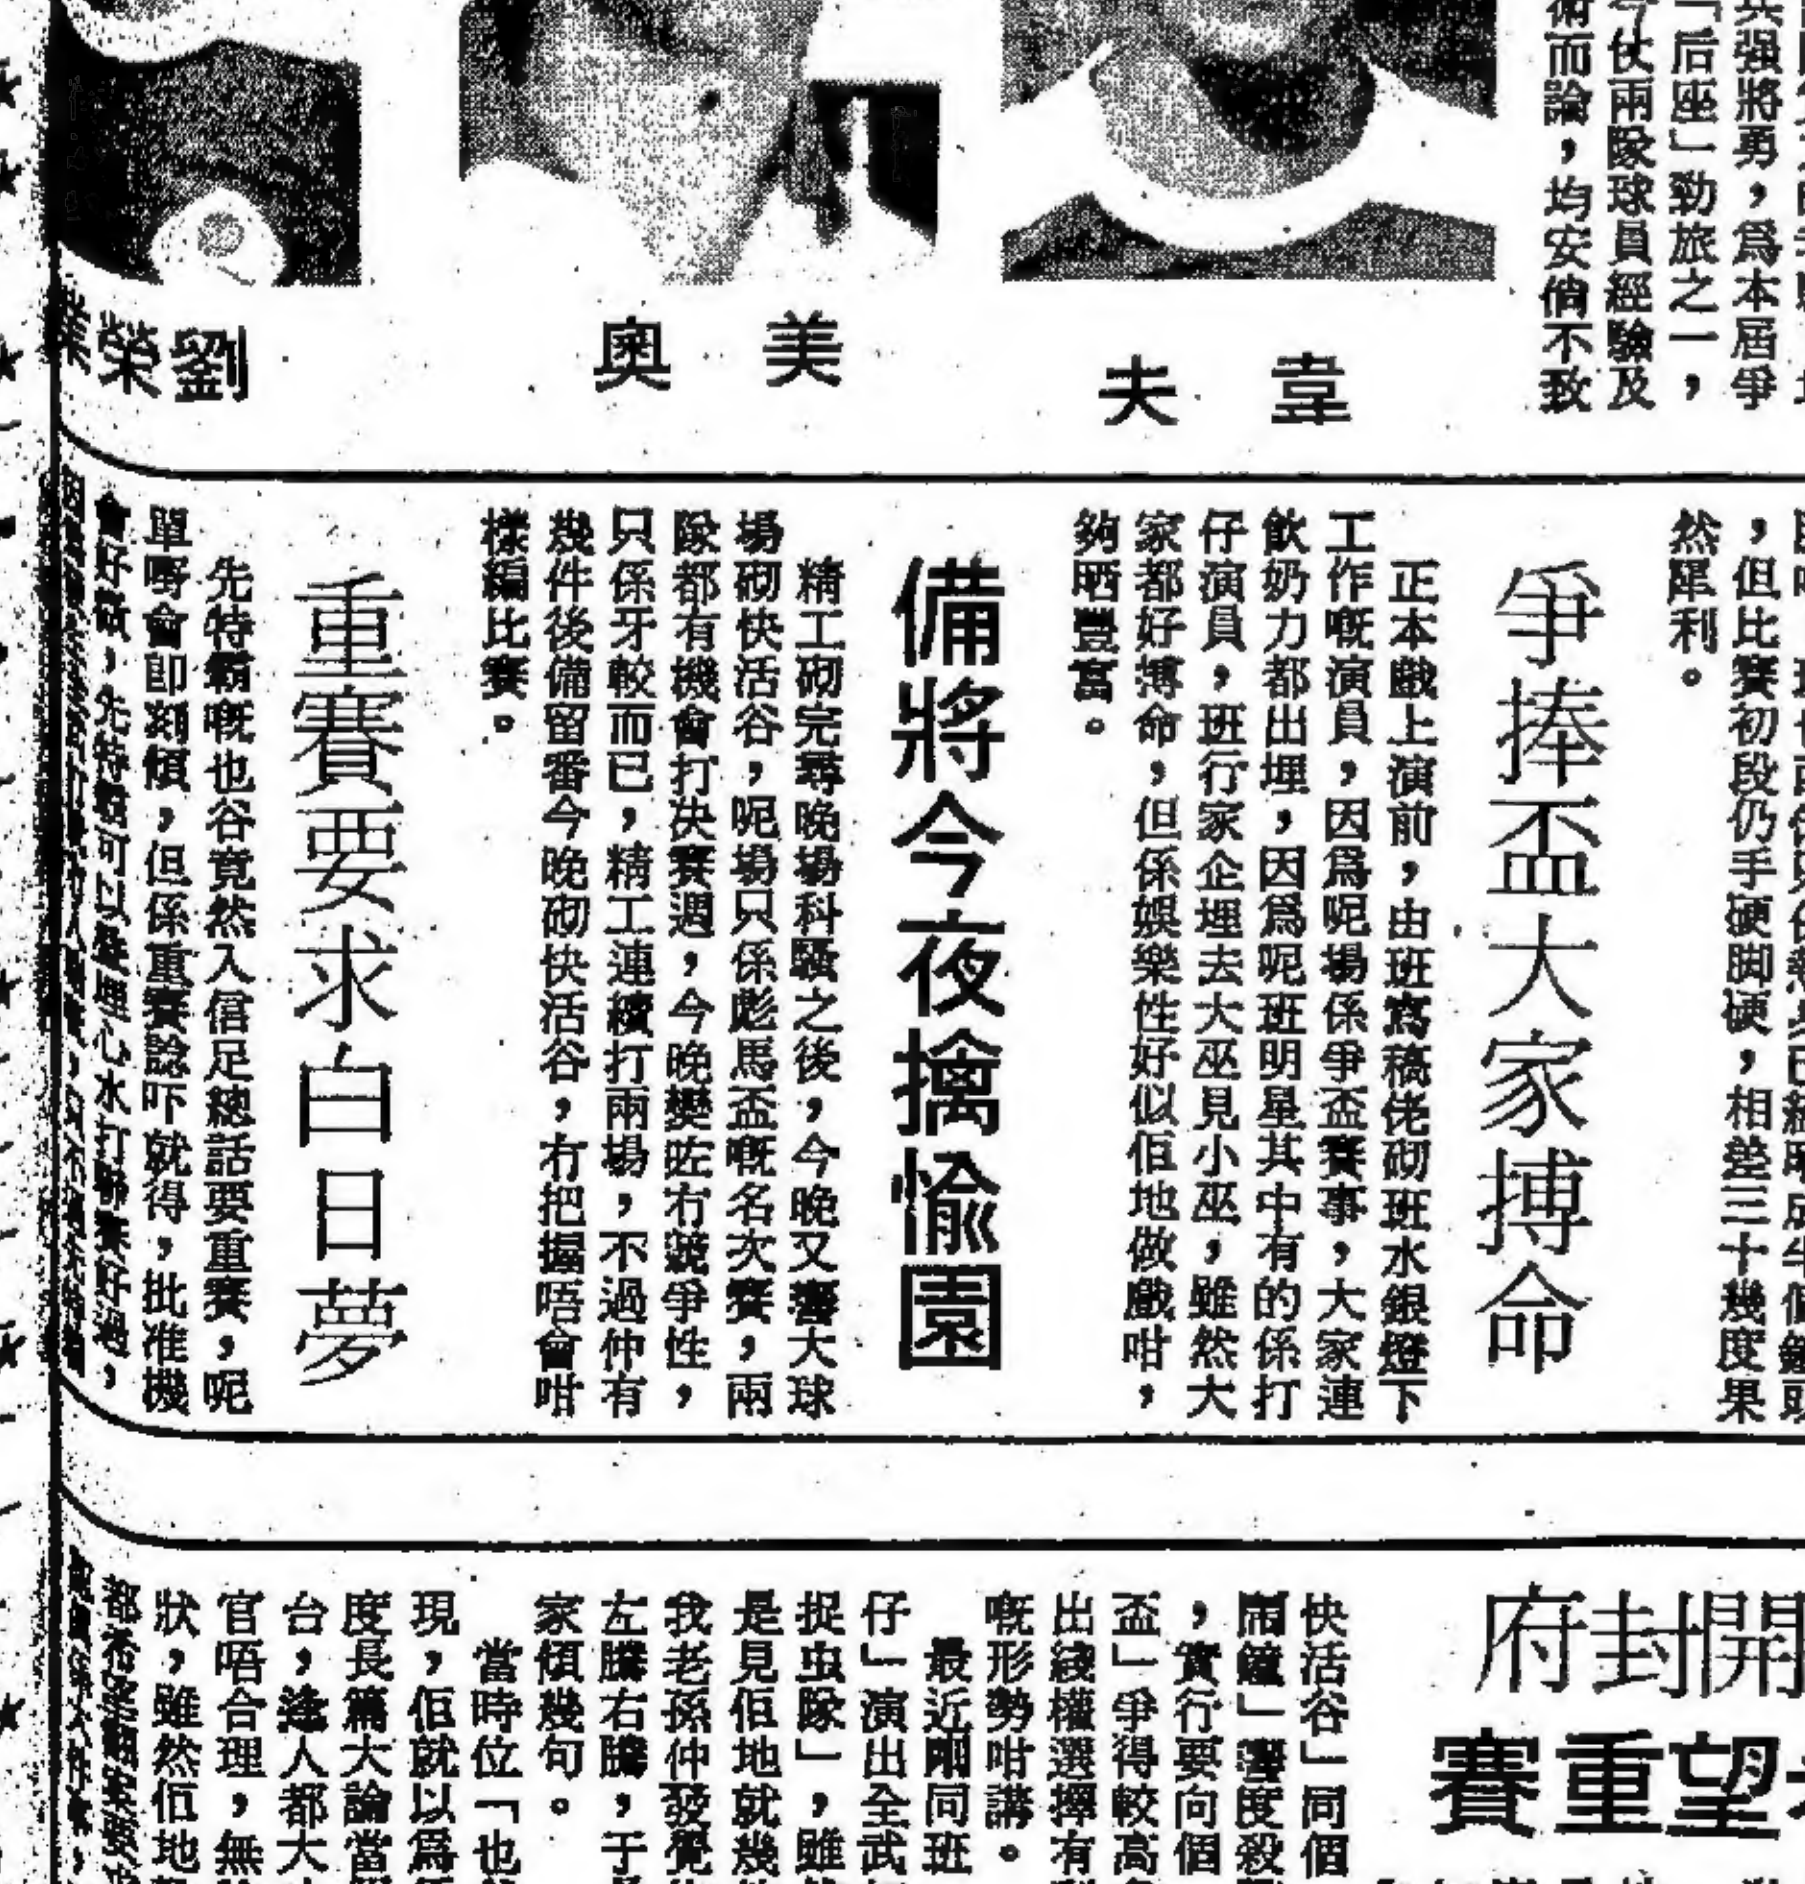 強將勇，爲本屆爭
「后座」勁旅之一，
仗兩隊球員經驗及
術而論，均安份不致
韋夫
美奧
劉榮業
，但比賽初段仍手硬脚硬，相差三十幾度果
然犀利。
爭捧盃大家搏命
正本戲上演前，由班寫稿佬砌班水銀燈下
工作嘅演員，因爲呢場係爭盃賽事，大家連
飲奶力都出埋，因爲呢班明星其中有的係打
仔演員，班行家企埋去大巫見小巫，雖然大
家都好搏命，但係娛樂性好似佢地做戲咁，
夠晒豐富。
備將今夜擒愉園
精工砌完尋晚場科騷之後，今晚又響大球
場砌快活谷，呢場只係彪馬盃嘅名次賽，兩
隊都有機會打決賽週，今晚變咗冇競爭性，
只係牙較而已，精工連續打兩場，不過仲有
幾件後備留番今晚砌快活谷，冇把握唔會咁
樣編比賽。
重賽要求白日夢
先特霸嘅也谷竟然入信足總話要重賽，呢
單嘢會即刻傾，但係重賽諗吓就得，批准機
會好微，先特霸可以死埋心水打聯賽好過，
開封府
望重賽
快活谷」同個
鬧鐘」響度殺
，實行要向個
盃」爭得較高
出綫權選擇有
嘅形勢咁講。
最近剛同班
仔」演出全武
捉虫隊」，雖
是見佢地就幾
我老孫仲發覺
左騰右騰，于
家傾幾句。
當時位「也
現，佢就以爲
度長篇大論當
台，逢人都大
官唔合理，無
狀，雖然佢地